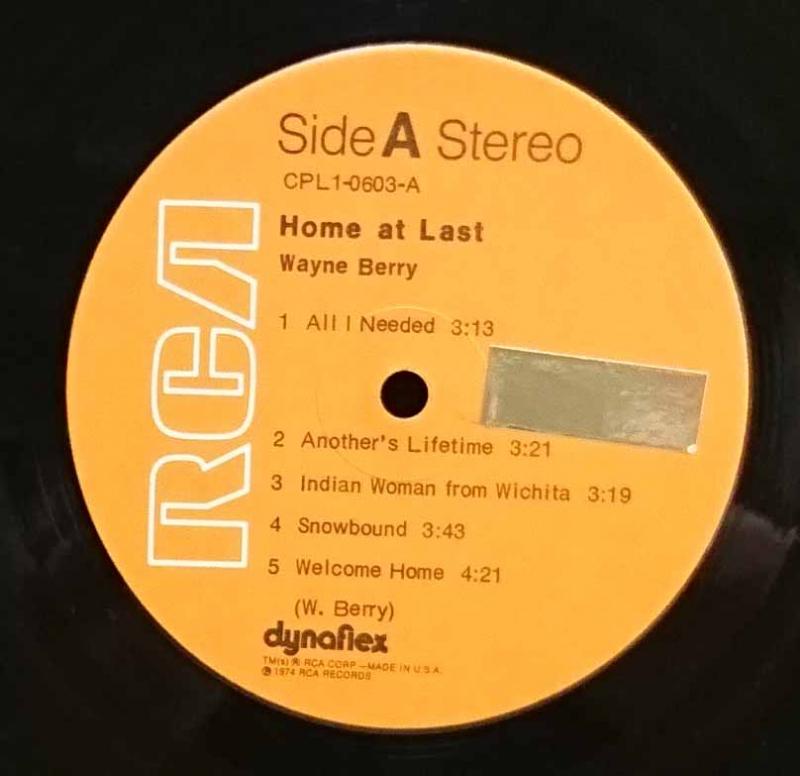 Side A Stereo
CPL1-0603-A
Home at Last
Wayne Berry
1 All I Needed 3:13
2 Another's Lifetime 3:21
3 Indian Woman from Wichita 3:19
4 Snowbound 3:43
5 Welcome Home 4:21
(W. Berry)
dynaflex
TM(s) ® RCA CORP.—MADE IN U.S.A.
℗ 1974 RCA RECORDS
RCA